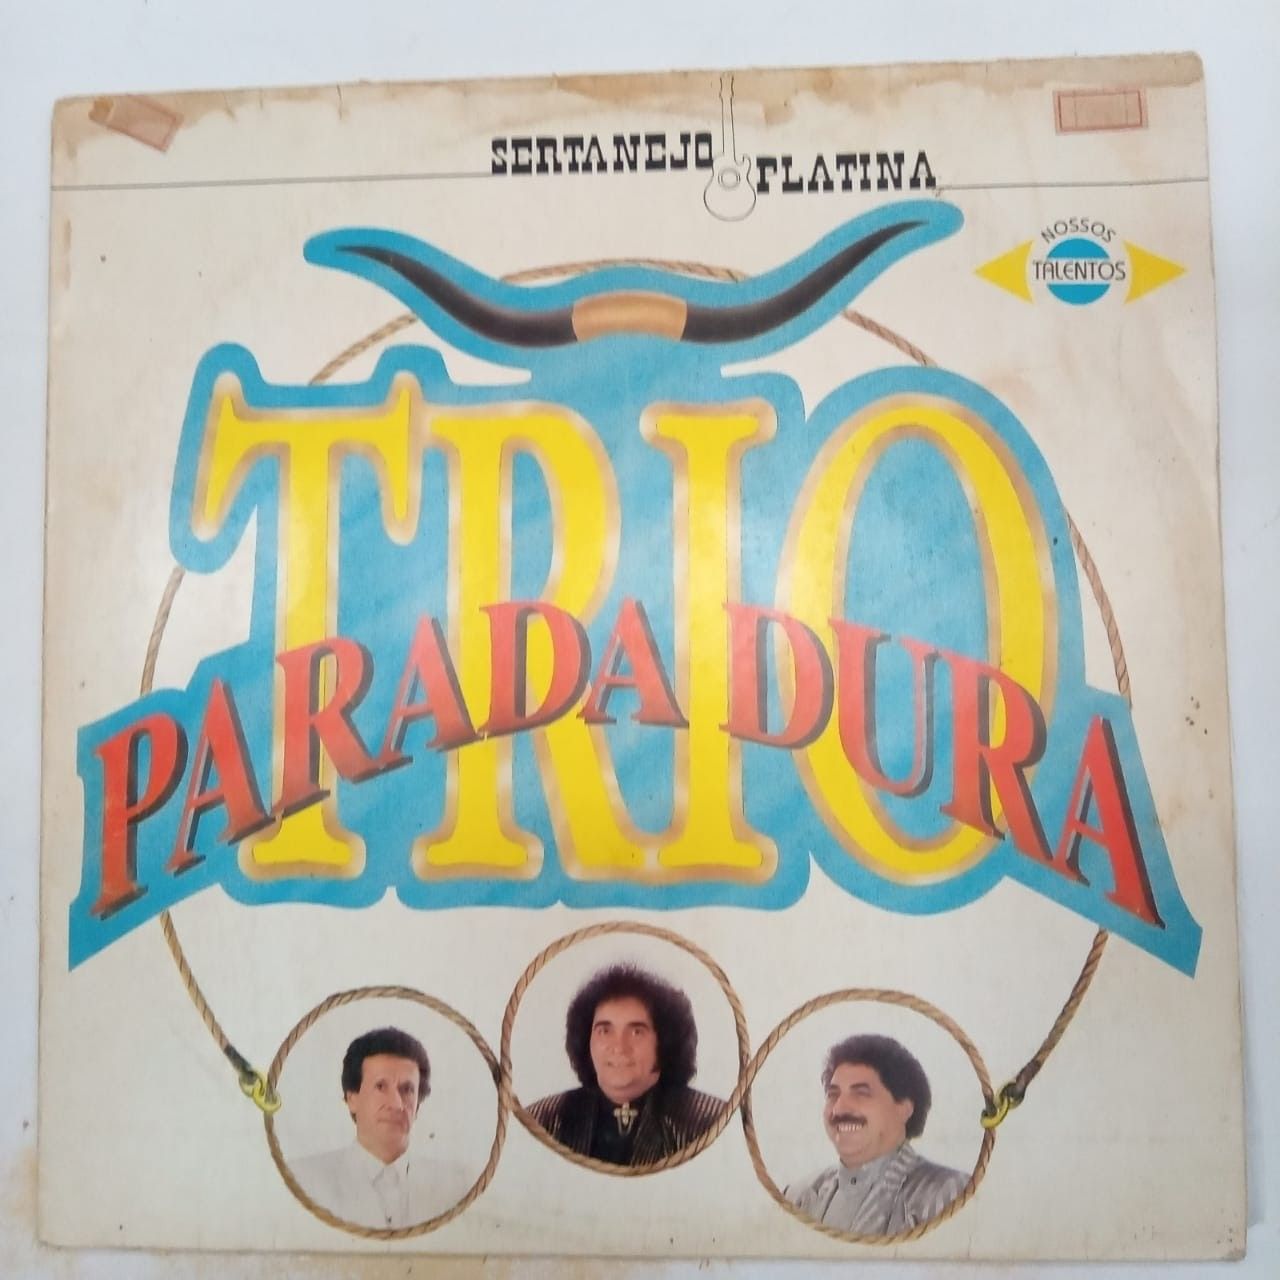 SERTANEJO
PLATINA
NOSSOS
TALENTOS
TRIO
PARADA DURA